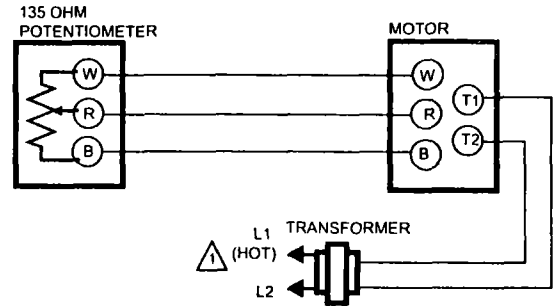 135 OHM
POTENTIOMETER
MOTOR
W
W
R
R
T1
B
B
T2
TRANSFORMER
L1
(HOT)
1
L2